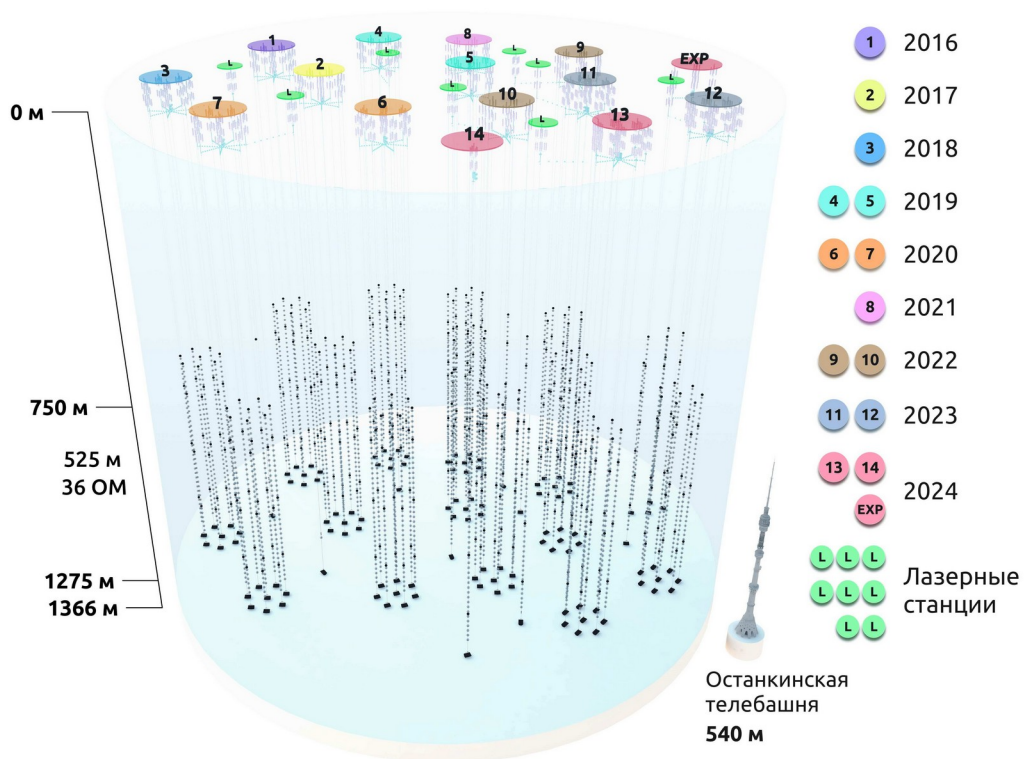 1
4
8
9
EXP
3
2
5
11
7
6
10
12
13
14
L
L
L
L
L
L
L
L
0 м
750 м
525 м
36 ОМ
1275 м
1366 м
1 2016
2 2017
3 2018
4 5 2019
6 7 2020
8 2021
9 10 2022
11 12 2023
13 14
EXP
2024
L L L
L L L
L L
Лазерные
станции
Останкинская
телебашня
540 м